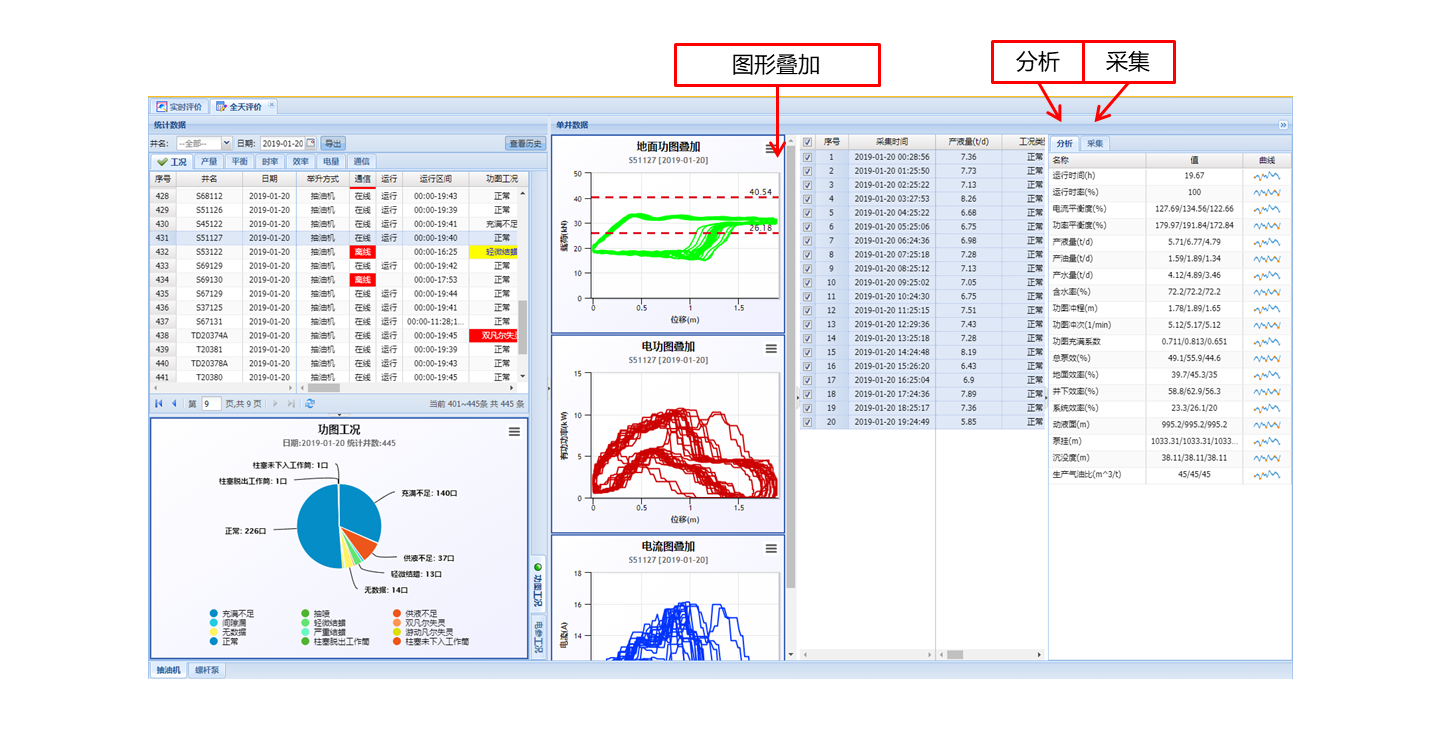 图形叠加
分析 采集
实时评价 全天评价
统计数据
井名: --全部-- 日期: 2019-01-20 导出 查看历史
工况 产量 平衡 时率 效率 电量 通信
序号 井名 日期 举升方式 通信 运行 运行区间 功图工况
428 S68112 2019-01-20 抽油机 在线 运行 00:00-19:43 正常
429 S51126 2019-01-20 抽油机 在线 运行 00:00-19:39 正常
430 S45122 2019-01-20 抽油机 在线 运行 00:00-19:41 充满不足
431 S51127 2019-01-20 抽油机 在线 运行 00:00-19:40 正常
432 S53122 2019-01-20 抽油机 离线 00:00-16:25 轻微结蜡
433 S69129 2019-01-20 抽油机 在线 运行 00:00-19:42 正常
434 S69130 2019-01-20 抽油机 离线 00:00-17:53 正常
435 S67129 2019-01-20 抽油机 在线 运行 00:00-19:44 正常
436 S37125 2019-01-20 抽油机 在线 运行 00:00-19:41 正常
437 S67131 2019-01-20 抽油机 在线 运行 00:00-11:28;1... 正常
438 TD20374A 2019-01-20 抽油机 在线 运行 00:00-19:45 双凡尔失灵
439 T20381 2019-01-20 抽油机 在线 运行 00:00-19:39 正常
440 TD20378A 2019-01-20 抽油机 在线 运行 00:00-19:43 正常
441 T20380 2019-01-20 抽油机 在线 运行 00:00-19:45 正常
第 9 页,共 9 页 当前 401~445条 共 445 条
功图工况
日期:2019-01-20 统计井数:445
柱塞未下入工作筒: 1口
柱塞脱出工作筒: 1口
充满不足: 140口
正常: 226口
供液不足: 37口
轻微结蜡: 13口
无数据: 14口
充满不足 抽喷 供液不足
间隙漏 轻微结蜡 双凡尔失灵
无数据 严重结蜡 游动凡尔失灵
正常 柱塞脱出工作筒 柱塞未下入工作筒
功图工况
电参工况
抽油机 螺杆泵
单井数据
地面功图叠加
S51127 [2019-01-20]
载荷(kN)
50
40
30
20
10
0
40.54
26.18
0 0.5 1 1.5
位移(m)
电功图叠加
S51127 [2019-01-20]
有功功率(kW)
15
10
5
0
0 0.5 1 1.5
位移(m)
电流图叠加
S51127 [2019-01-20]
电流(A)
18
16
14
序号 采集时间 产液量(t/d) 工况类
1 2019-01-20 00:28:56 7.36 正常
2 2019-01-20 01:25:50 7.73 正常
3 2019-01-20 02:25:22 7.13 正常
4 2019-01-20 03:27:53 8.26 正常
5 2019-01-20 04:25:22 6.68 正常
6 2019-01-20 05:25:06 6.75 正常
7 2019-01-20 06:24:35 6.98 正常
8 2019-01-20 07:25:18 7.28 正常
9 2019-01-20 08:25:12 7.13 正常
10 2019-01-20 09:25:02 7.05 正常
11 2019-01-20 10:24:30 6.75 正常
12 2019-01-20 11:25:15 7.51 正常
13 2019-01-20 12:29:36 7.43 正常
14 2019-01-20 13:25:18 7.28 正常
15 2019-01-20 14:24:48 8.19 正常
16 2019-01-20 15:26:20 6.43 正常
17 2019-01-20 16:25:04 6.9 正常
18 2019-01-20 17:24:36 7.89 正常
19 2019-01-20 18:25:17 7.36 正常
20 2019-01-20 19:24:49 5.85 正常
分析 采集
名称 值 曲线
运行时间(h) 19.67
运行时率(%) 100
电流平衡度(%) 127.69/134.56/122.66
功率平衡度(%) 179.97/191.84/172.84
产液量(t/d) 5.71/6.77/4.79
产油量(t/d) 1.59/1.89/1.34
产水量(t/d) 4.12/4.89/3.46
含水率(%) 72.2/72.2/72.2
功图冲程(m) 1.78/1.89/1.65
功图冲次(1/min) 5.12/5.17/5.12
功图充满系数 0.711/0.813/0.651
总泵效(%) 49.1/55.9/44.6
地面效率(%) 39.7/45.3/35
井下效率(%) 58.8/62.9/56.3
系统效率(%) 23.3/26.1/20
动液面(m) 995.2/995.2/995.2
泵挂(m) 1033.31/1033.31/1033...
沉没度(m) 38.11/38.11/38.11
生产气油比(m^3/t) 45/45/45